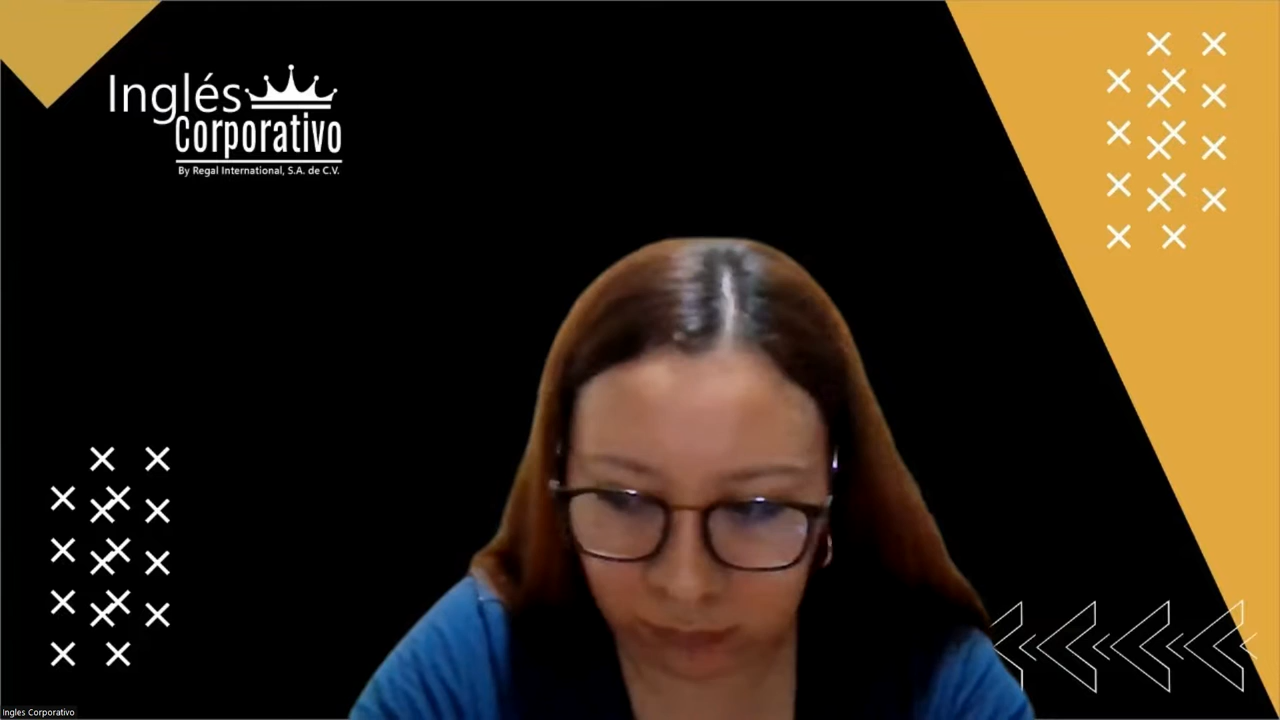 Inglés
Corporativo
By Regal International, S.A. de C.V.
Ingles Corporativo